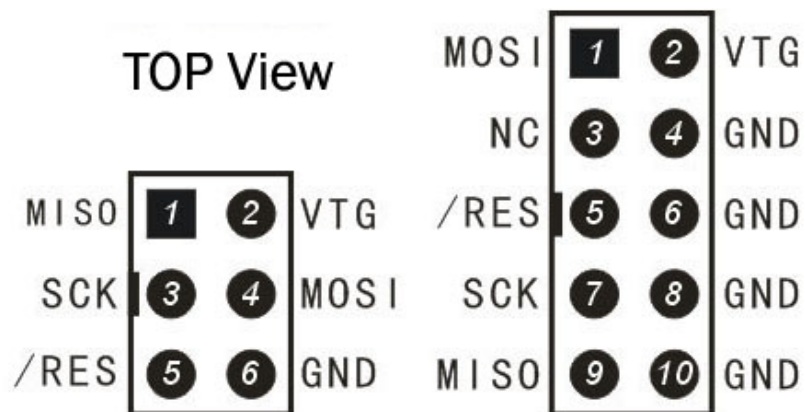 TOP View
MISO 1 2 VTG
SCK 3 4 MOSI
/RES 5 6 GND
MOSI 1 2 VTG
NC 3 4 GND
/RES 5 6 GND
SCK 7 8 GND
MISO 9 10 GND